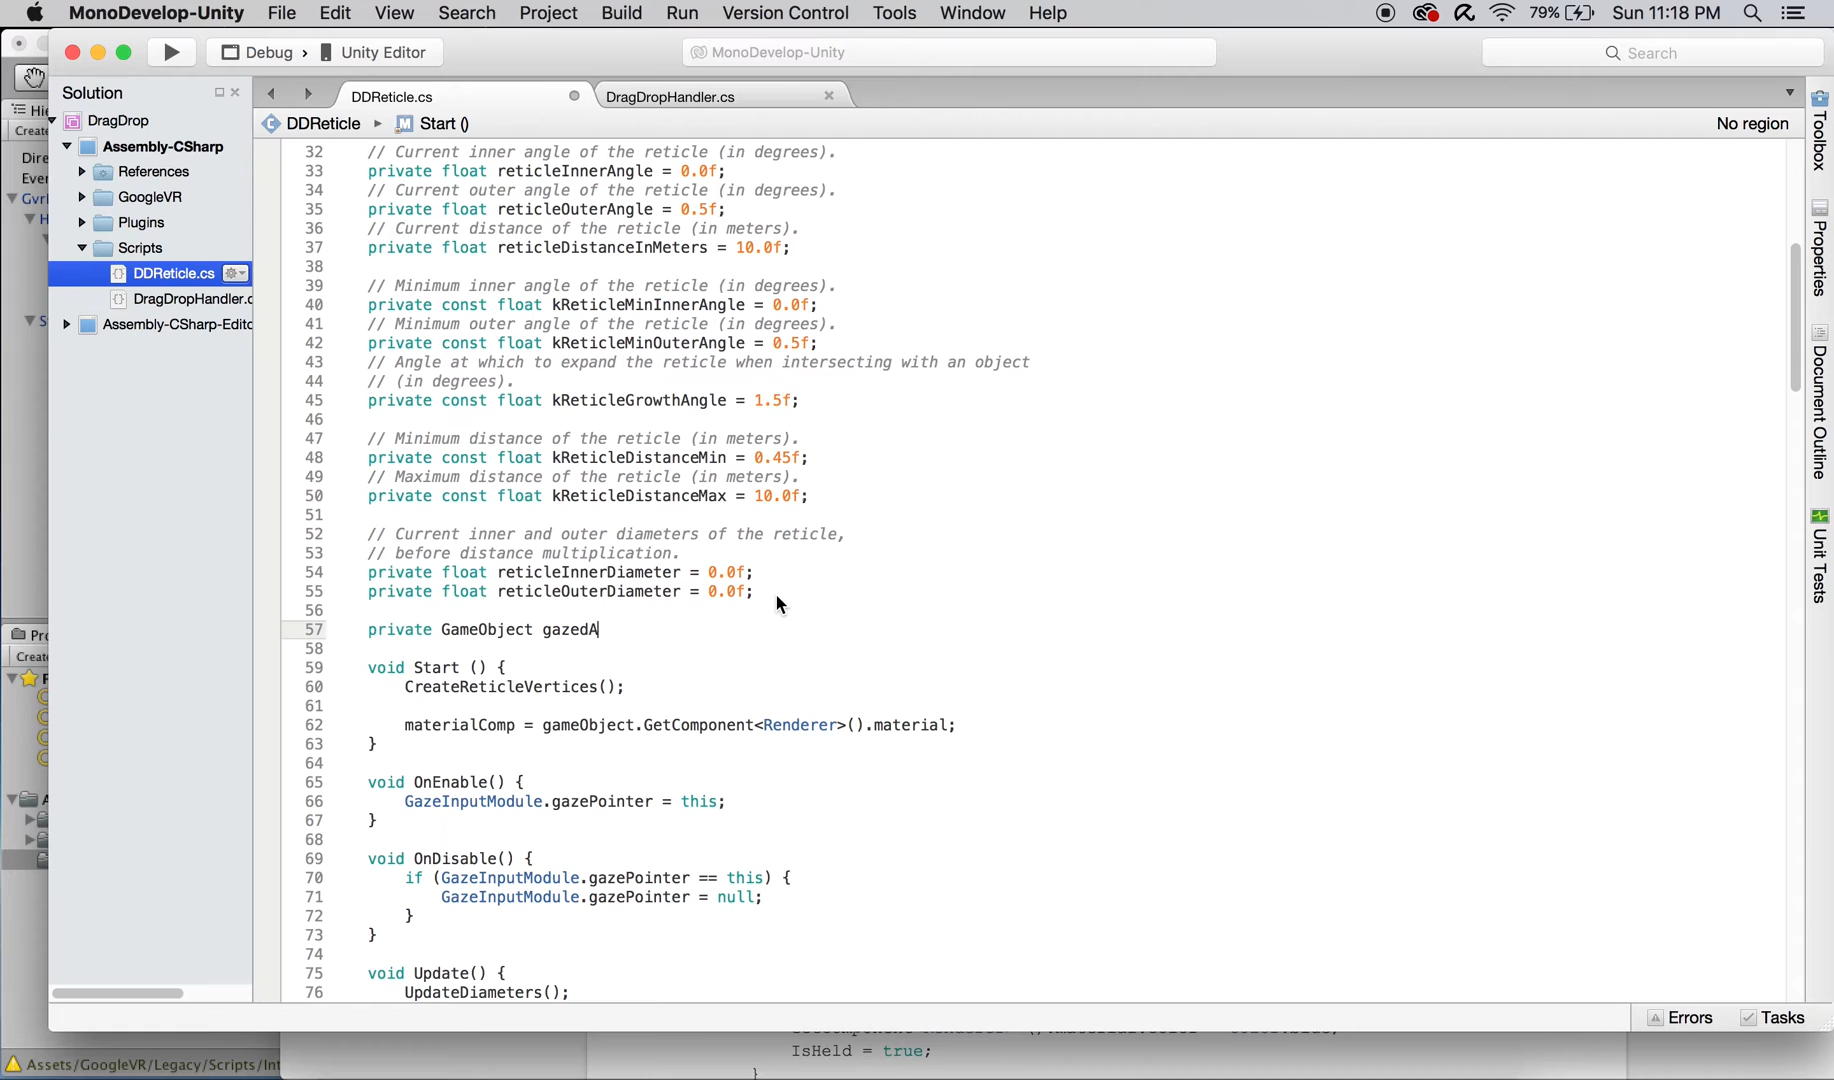 MonoDevelop-Unity File Edit View Search Project Build Run Version Control Tools Window Help 79% Sun 11:18 PM
Debug › Unity Editor MonoDevelop-Unity Search
Solution
DDReticle.cs DragDropHandler.cs
DragDrop
DDReticle ▸ Start () No region
Assembly-CSharp
References
GoogleVR
Plugins
Scripts
DDReticle.cs
DragDropHandler.c
Assembly-CSharp-Edito
32 // Current inner angle of the reticle (in degrees).
33 private float reticleInnerAngle = 0.0f;
34 // Current outer angle of the reticle (in degrees).
35 private float reticleOuterAngle = 0.5f;
36 // Current distance of the reticle (in meters).
37 private float reticleDistanceInMeters = 10.0f;
38
39 // Minimum inner angle of the reticle (in degrees).
40 private const float kReticleMinInnerAngle = 0.0f;
41 // Minimum outer angle of the reticle (in degrees).
42 private const float kReticleMinOuterAngle = 0.5f;
43 // Angle at which to expand the reticle when intersecting with an object
44 // (in degrees).
45 private const float kReticleGrowthAngle = 1.5f;
46
47 // Minimum distance of the reticle (in meters).
48 private const float kReticleDistanceMin = 0.45f;
49 // Maximum distance of the reticle (in meters).
50 private const float kReticleDistanceMax = 10.0f;
51
52 // Current inner and outer diameters of the reticle,
53 // before distance multiplication.
54 private float reticleInnerDiameter = 0.0f;
55 private float reticleOuterDiameter = 0.0f;
56
57 private GameObject gazedA
58
59 void Start () {
60 CreateReticleVertices();
61
62 materialComp = gameObject.GetComponent<Renderer>().material;
63 }
64
65 void OnEnable() {
66 GazeInputModule.gazePointer = this;
67 }
68
69 void OnDisable() {
70 if (GazeInputModule.gazePointer == this) {
71 GazeInputModule.gazePointer = null;
72 }
73 }
74
75 void Update() {
76 UpdateDiameters();
Toolbox
Properties
Document Outline
Unit Tests
Errors Tasks
Hie
Create
Dire
Ever
Gvrl
H
S
Pro
Create
F
A
Assets/GoogleVR/Legacy/Scripts/Int
IsHeld = true;
}